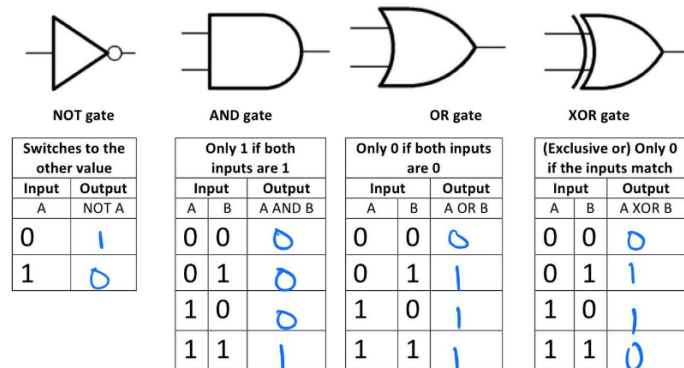 NOT gate
AND gate
OR gate
XOR gate
Switches to the
other value
Input Output
A NOT A
0 1
1 0
Only 1 if both
inputs are 1
Input Output
A B A AND B
0 0 0
0 1 0
1 0 0
1 1 1
Only 0 if both inputs
are 0
Input Output
A B A OR B
0 0 0
0 1 1
1 0 1
1 1 1
(Exclusive or) Only 0
if the inputs match
Input Output
A B A XOR B
0 0 0
0 1 1
1 0 1
1 1 0